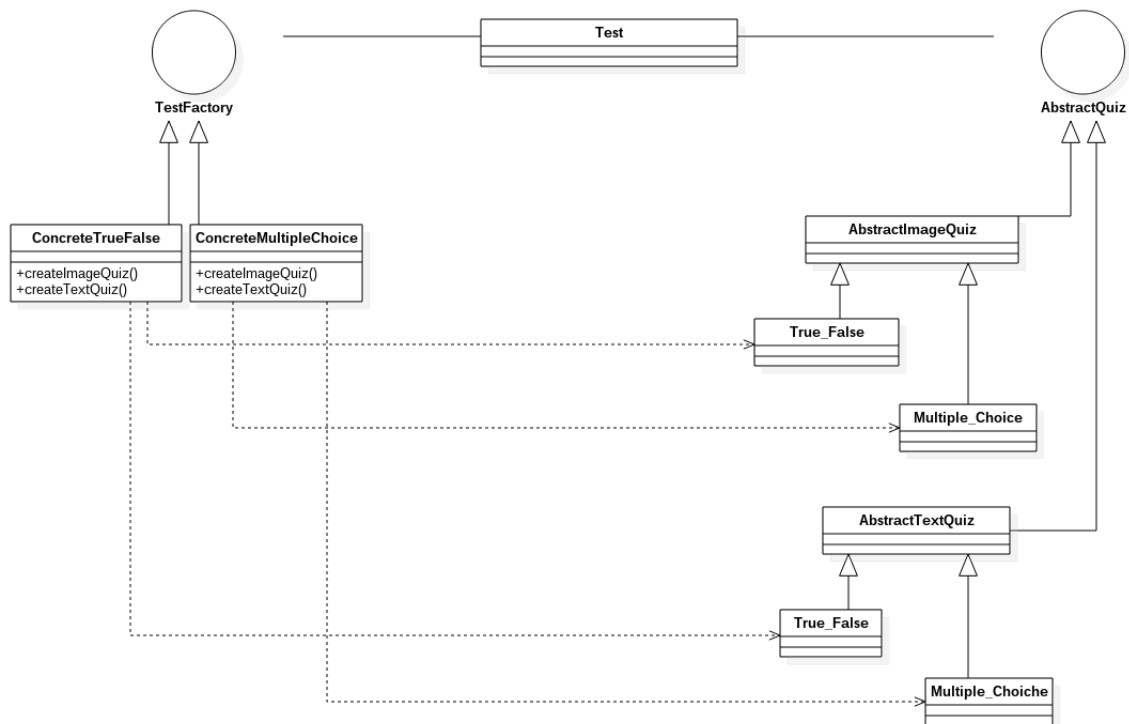 Test
TestFactory
AbstractQuiz
ConcreteTrueFalse
+createImageQuiz()
+createTextQuiz()
ConcreteMultipleChoice
+createImageQuiz()
+createTextQuiz()
AbstractImageQuiz
True_False
Multiple_Choice
AbstractTextQuiz
True_False
Multiple_Choiche